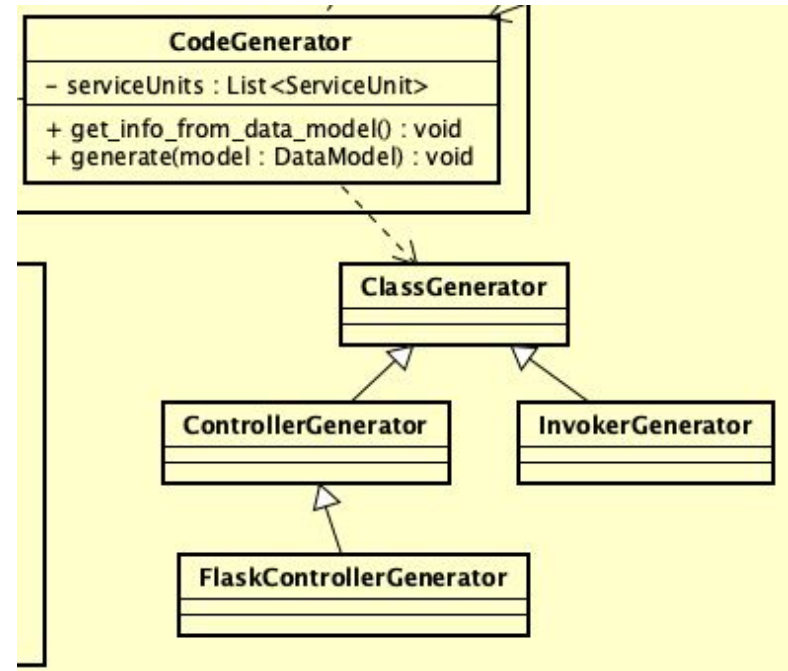 CodeGenerator
- serviceUnits : List<ServiceUnit>
+ get_info_from_data_model() : void
+ generate(model : DataModel) : void
ClassGenerator
ControllerGenerator
InvokerGenerator
FlaskControllerGenerator